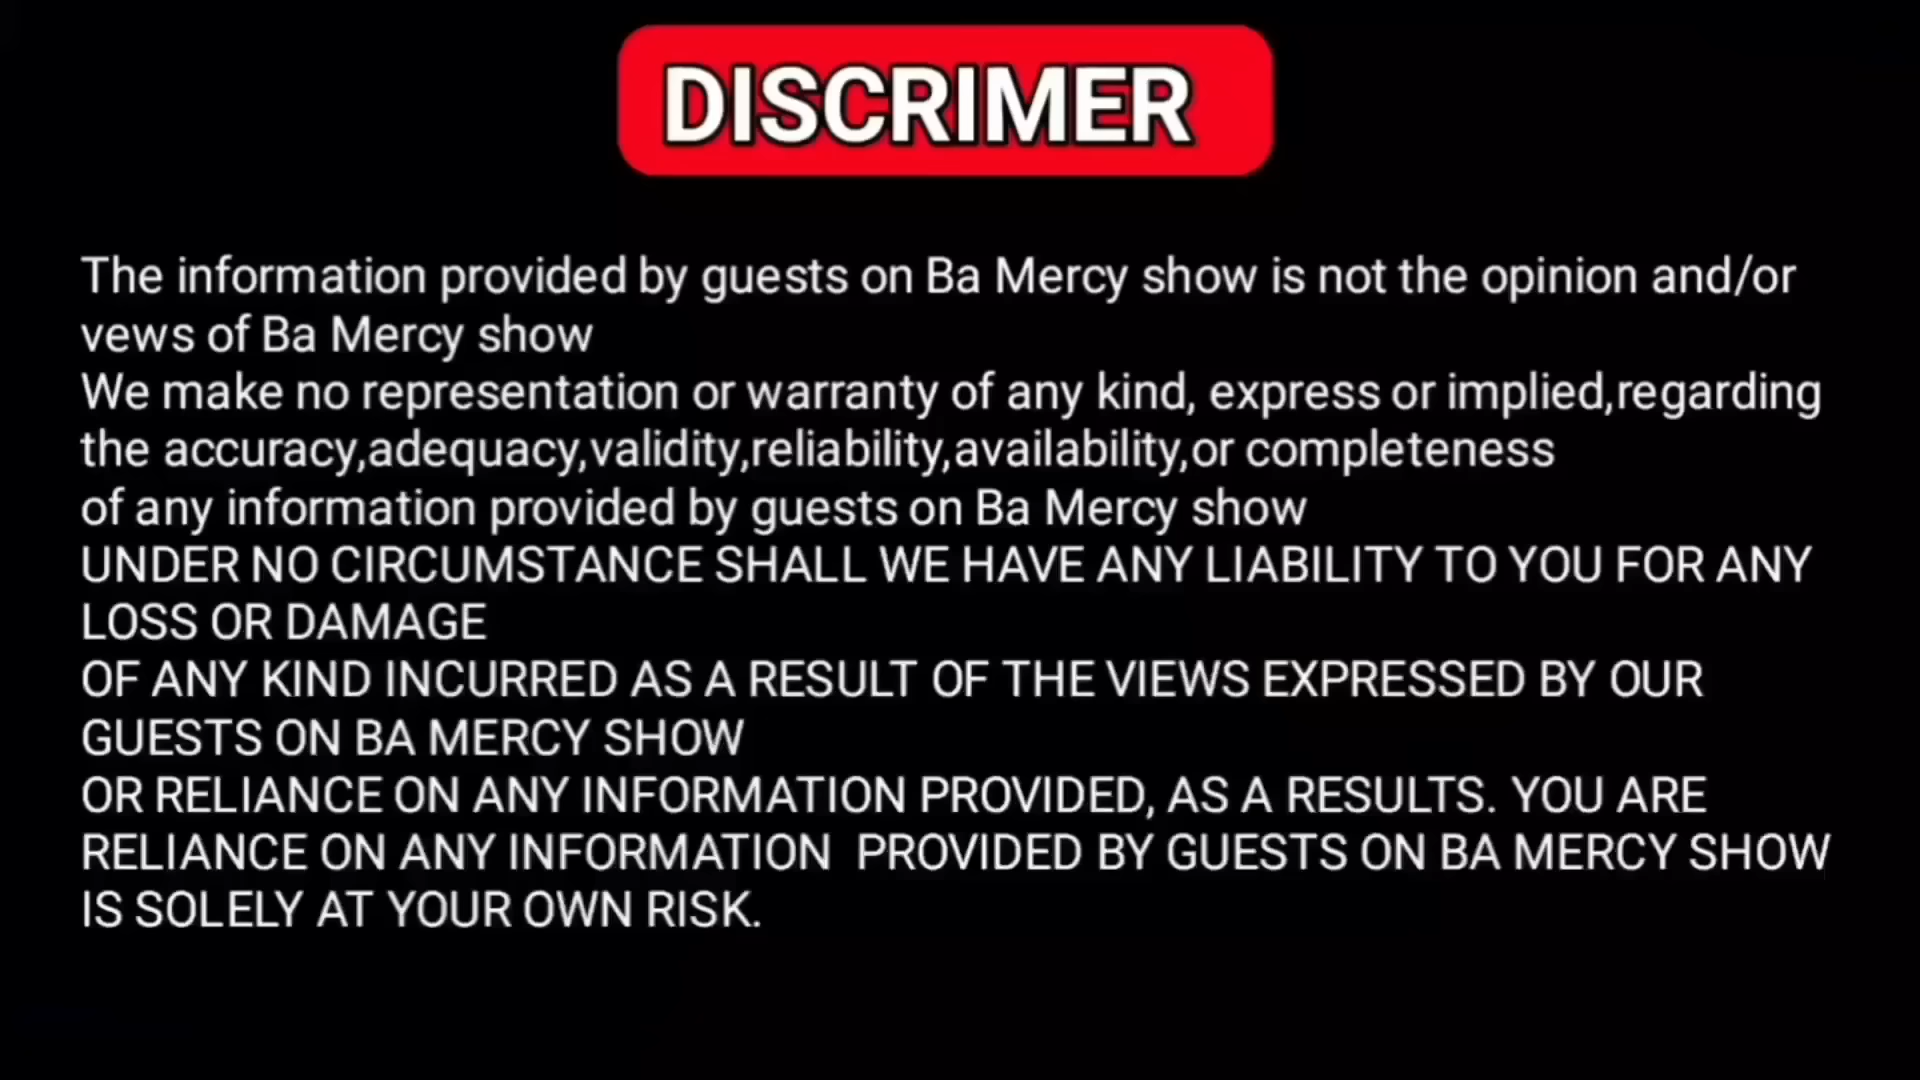 DISCRIMER
The information provided by guests on Ba Mercy show is not the opinion and/or
vews of Ba Mercy show
We make no representation or warranty of any kind, express or implied,regarding
the accuracy,adequacy,validity,reliability,availability,or completeness
of any information provided by guests on Ba Mercy show
UNDER NO CIRCUMSTANCE SHALL WE HAVE ANY LIABILITY TO YOU FOR ANY
LOSS OR DAMAGE
OF ANY KIND INCURRED AS A RESULT OF THE VIEWS EXPRESSED BY OUR
GUESTS ON BA MERCY SHOW
OR RELIANCE ON ANY INFORMATION PROVIDED, AS A RESULTS. YOU ARE
RELIANCE ON ANY INFORMATION  PROVIDED BY GUESTS ON BA MERCY SHOW
IS SOLELY AT YOUR OWN RISK.